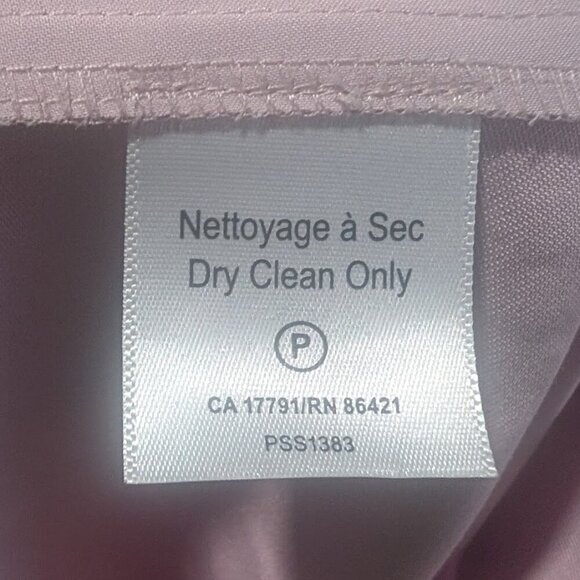 Nettoyage à Sec
Dry Clean Only
P
CA 17791/RN 86421
PSS1383